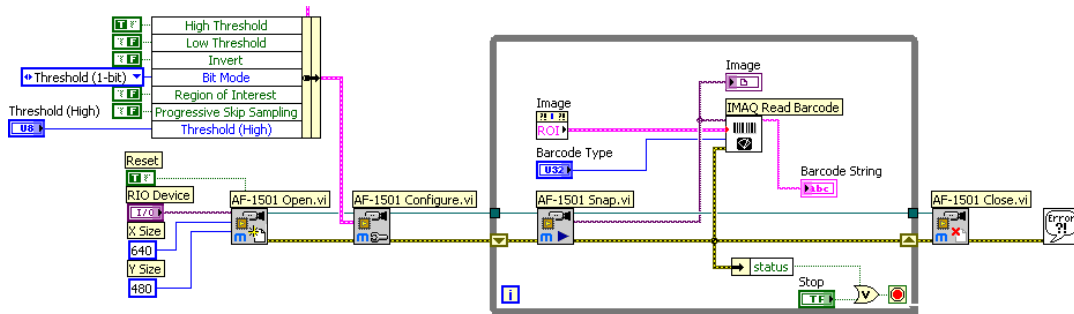 T F High Threshold
F Low Threshold
F Invert
Threshold (1-bit) Bit Mode
F Region of Interest
F Progressive Skip Sampling
Threshold (High) Threshold (High)
U8
Reset
T F
RIO Device
I/O
X Size
640
Y Size
480
AF-1501 Open.vi
m
AF-1501 Configure.vi
m
Image
ROI
Barcode Type
U32
Image
IMAQ Read Barcode
Barcode String
abc
AF-1501 Snap.vi
m
status
Stop
TF
V
i
AF-1501 Close.vi
m
Error
?!